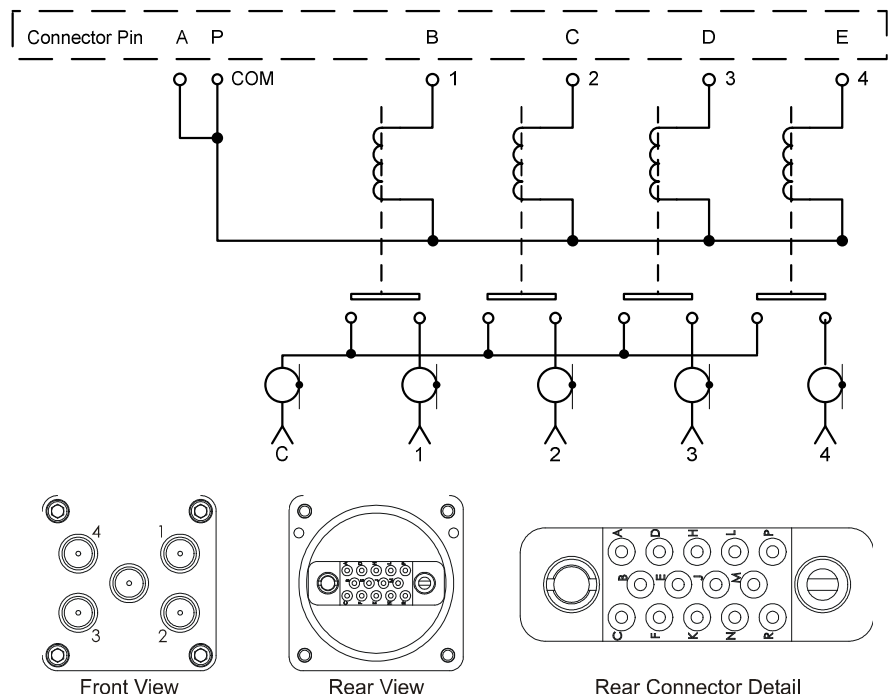 Connector Pin A P B C D E
COM 1 2 3 4
C 1 2 3 4
4 1
3 2
A D H L P
B E J M
C F K N R
Front View Rear View Rear Connector Detail